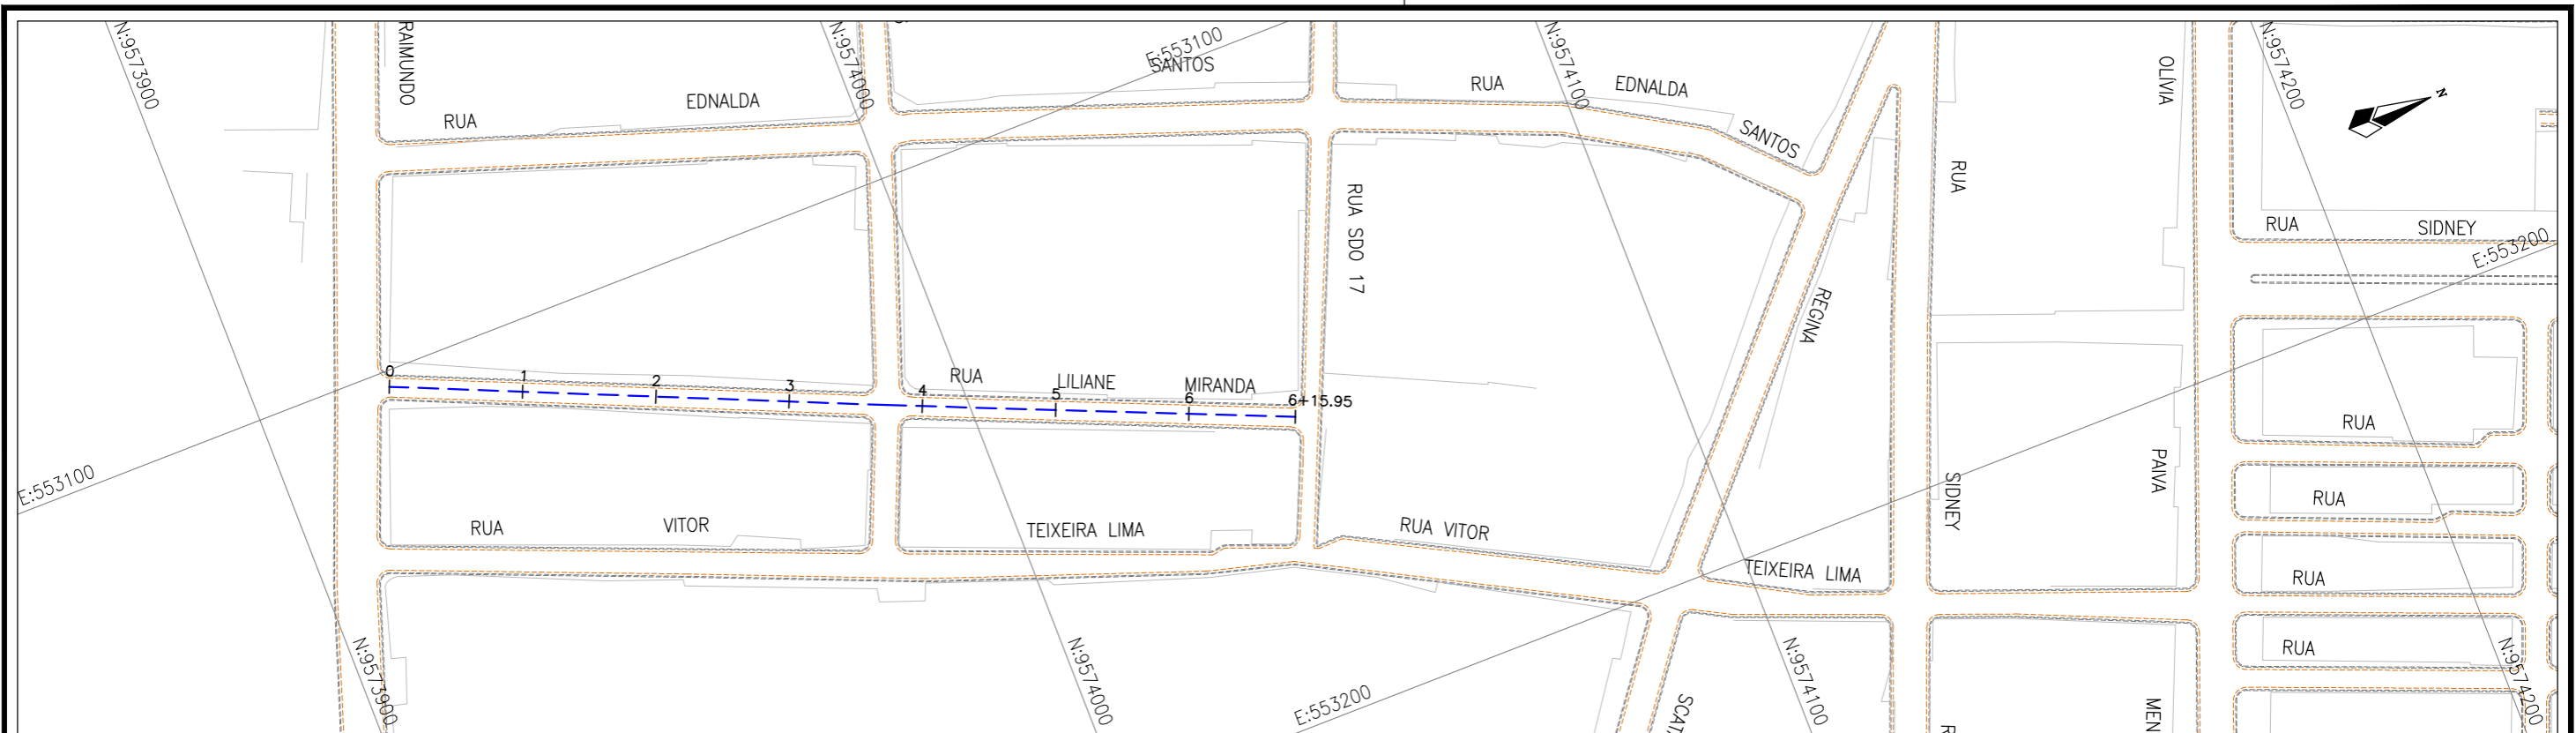 RAIMUNDO
N:9573900
N:9574000
E:553100
SANTOS
N:9574100
RUA
EDNALDA
OLÍVIA
N:9574200
N
RUA
EDNALDA
SANTOS
RUA
RUA SDO 17
RUA
SIDNEY
E:553200
REGINA
0
1
2
3
4
5
6
6+15.95
RUA
LILIANE
MIRANDA
RUA
PAIVA
SIDNEY
E:553100
RUA
RUA
VITOR
TEIXEIRA LIMA
RUA VITOR
TEIXEIRA LIMA
RUA
RUA
N:9573900
N:9574000
N:9574100
N:9574200
E:553200